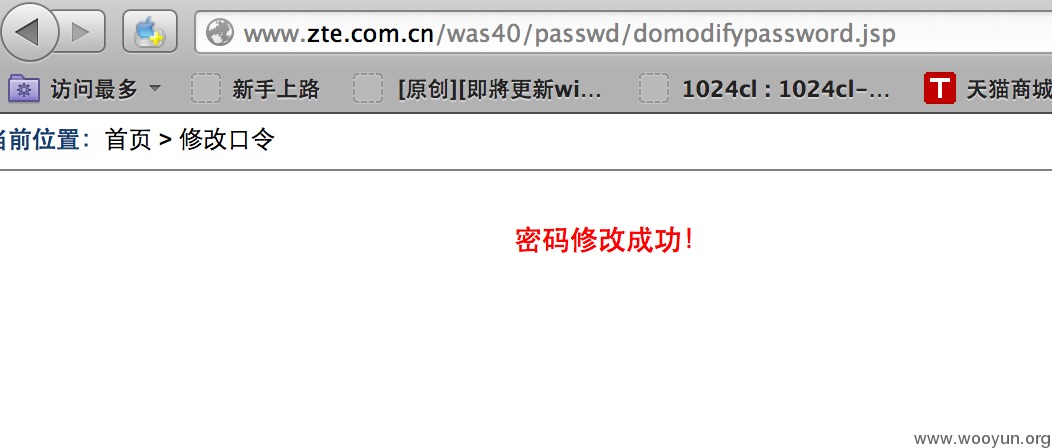 www.zte.com.cn/was40/passwd/domodifypassword.jsp
访问最多 新手上路 [原创][即將更新wi... 1024cl : 1024cl-... T 天猫商城
当前位置：首页 > 修改口令
密码修改成功！
www.wooyun.org